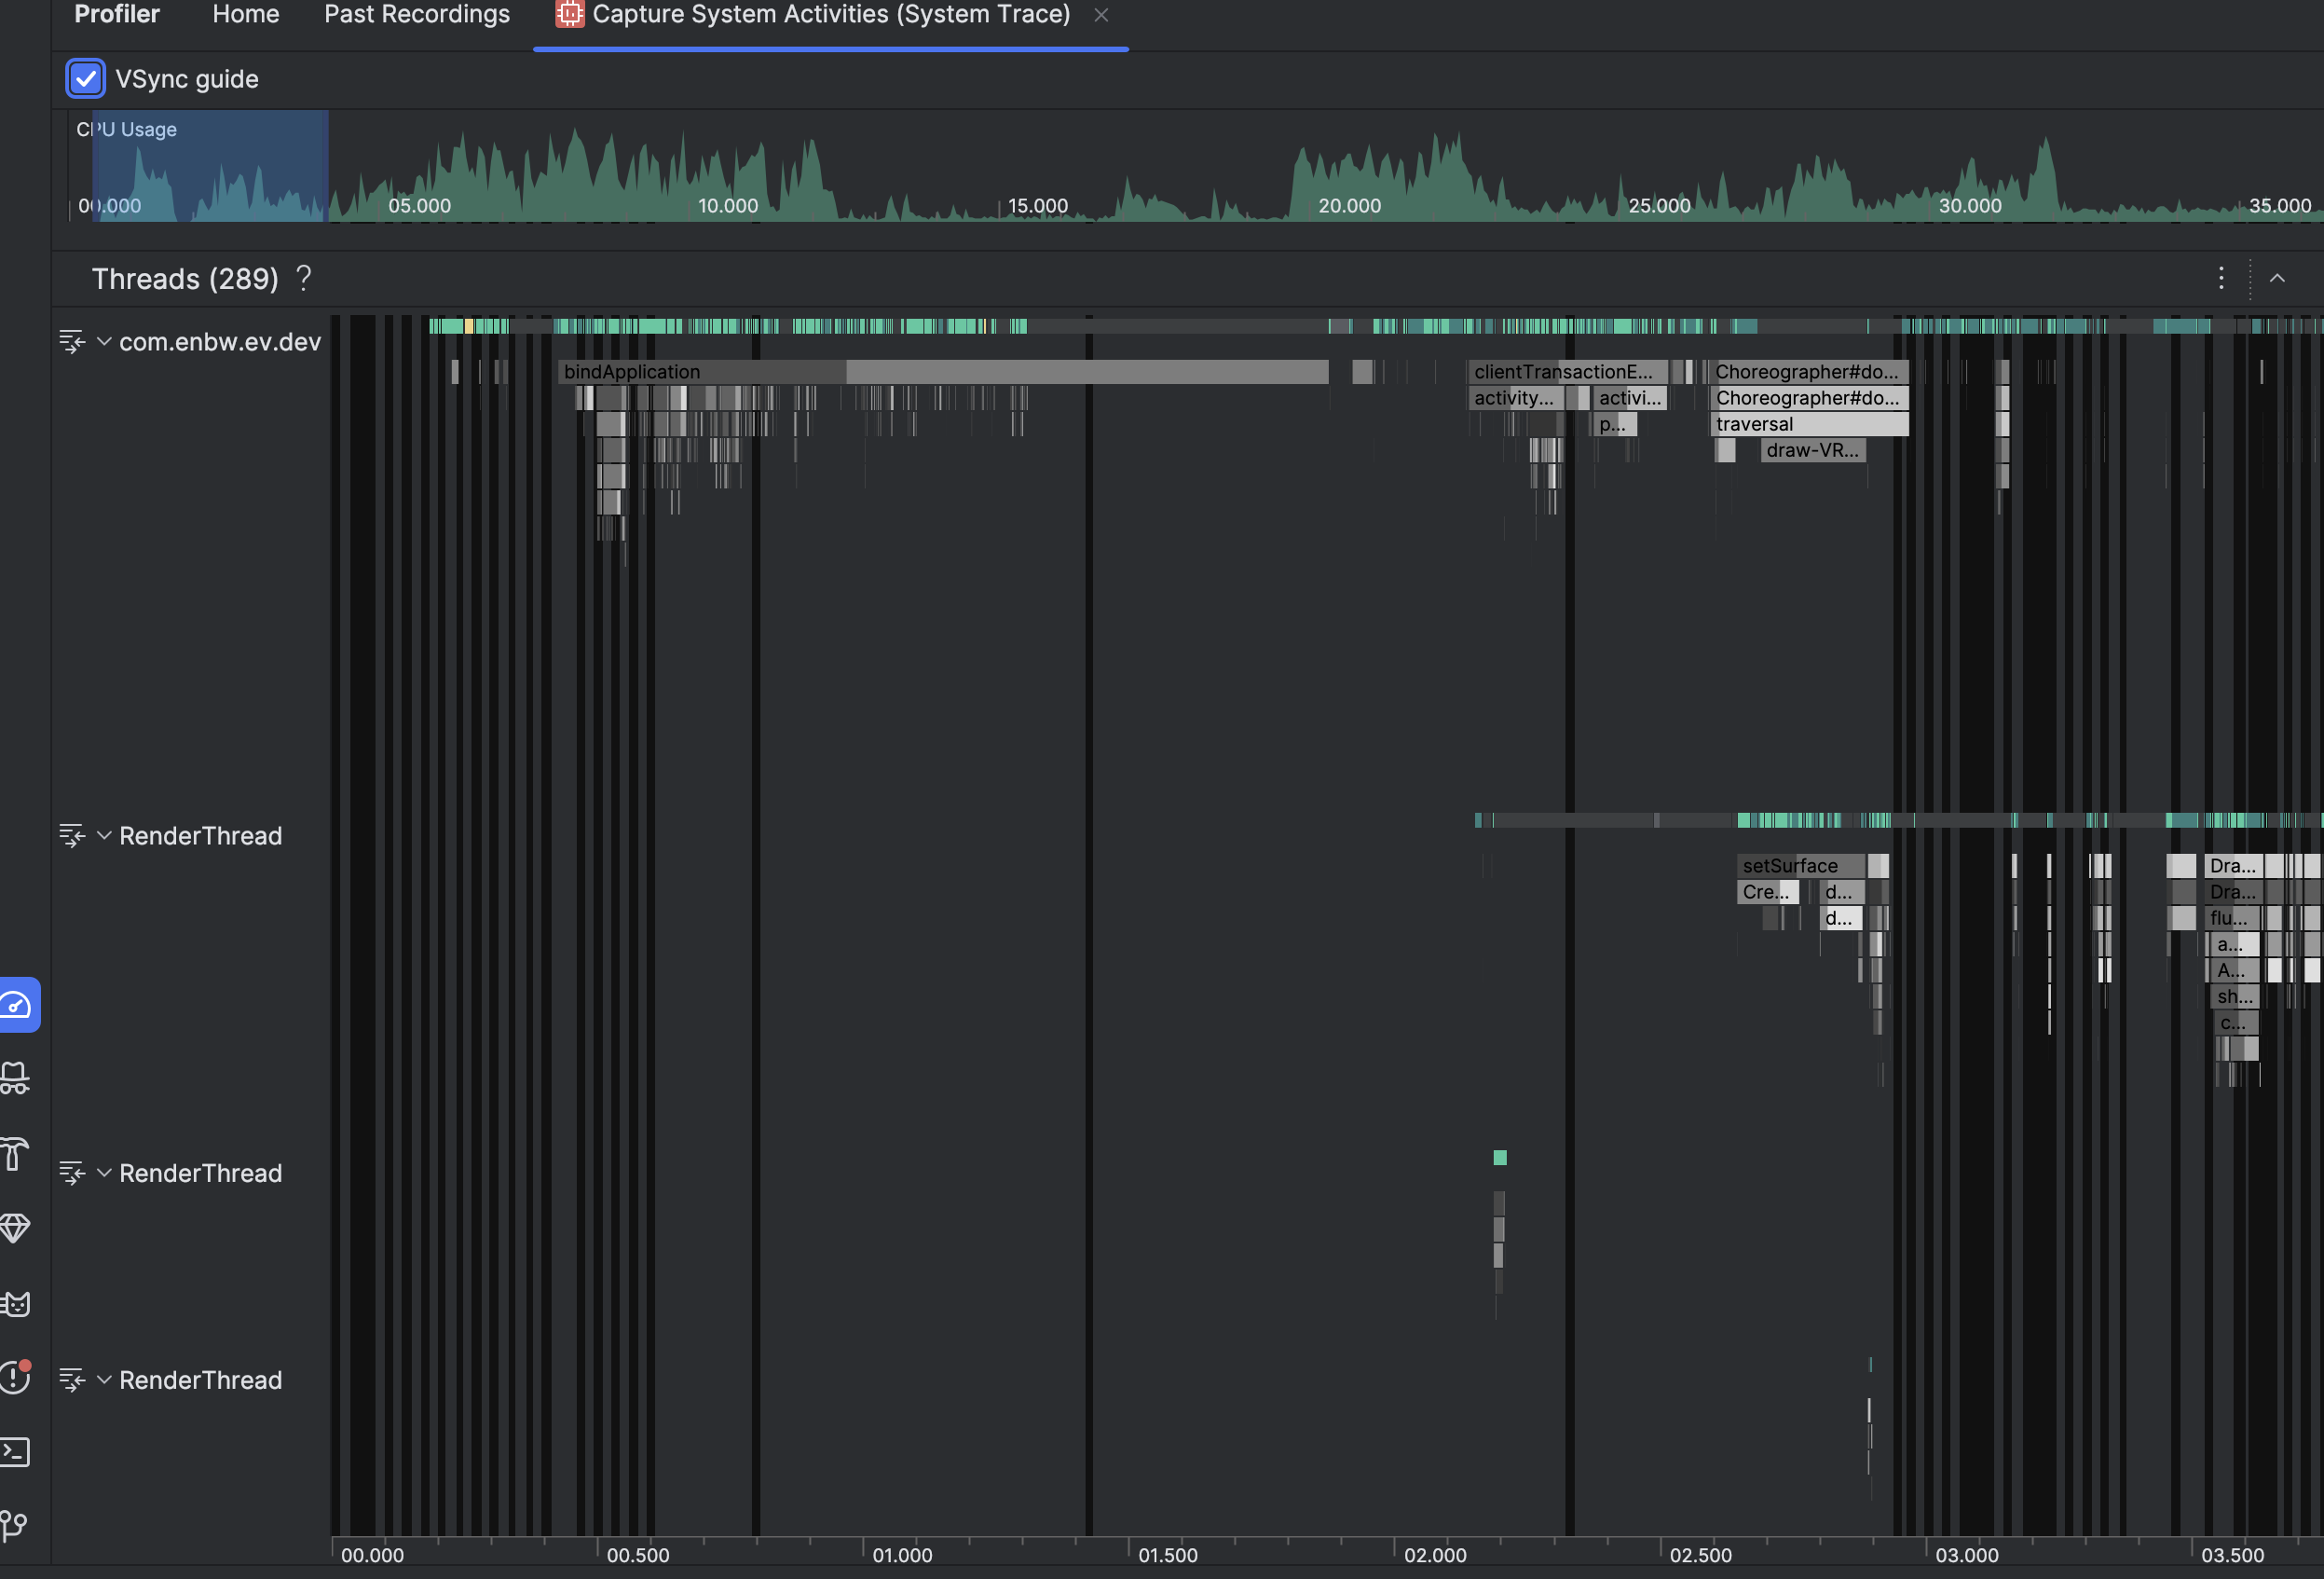 Profiler Home Past Recordings Capture System Activities (System Trace)
VSync guide
CPU Usage
00.000 05.000 10.000 15.000 20.000 25.000 30.000 35.000
Threads (289) ?
com.enbw.ev.dev
bindApplication clientTransactionE... Choreographer#do...
activity... activi... Choreographer#do...
p... traversal
draw-VR...
RenderThread
setSurface Dra...
Cre... d... Dra...
d... flu...
a...
A...
sh...
c...
RenderThread
RenderThread
00.000 00.500 01.000 01.500 02.000 02.500 03.000 03.500